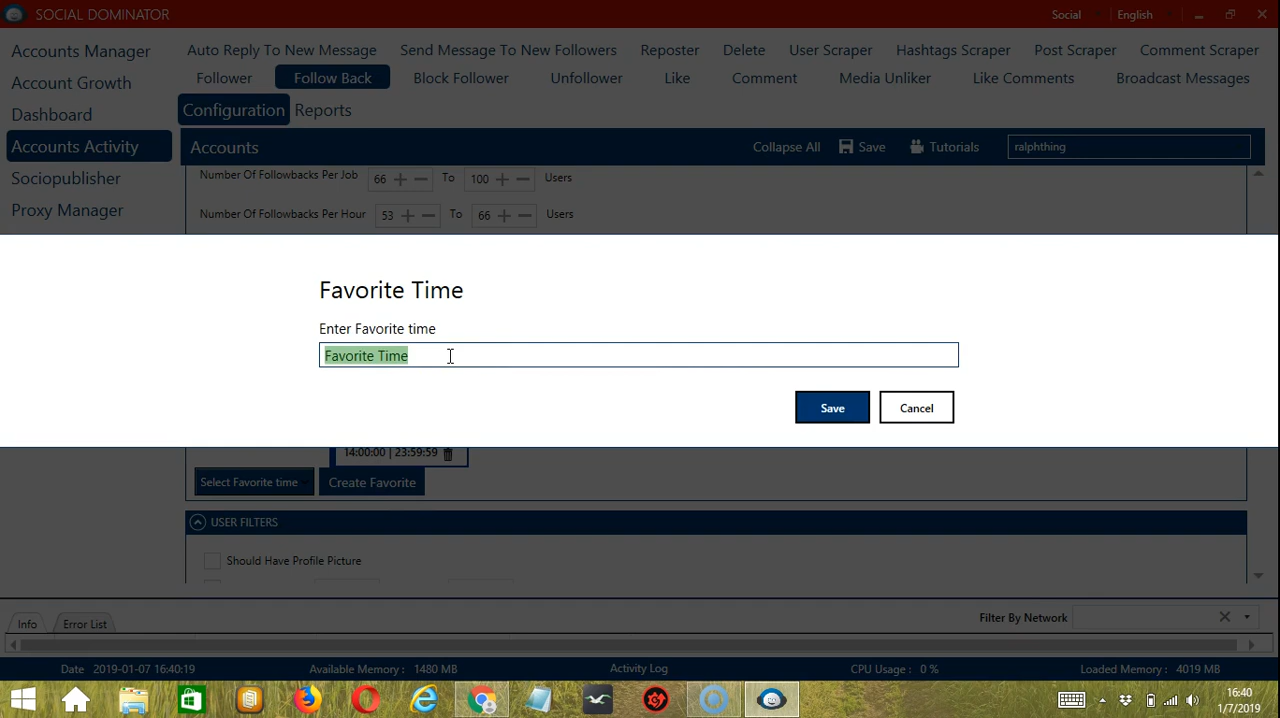 SOCIAL DOMINATOR
Social English
Accounts Manager
Account Growth
Dashboard
Accounts Activity
Sociopublisher
Proxy Manager
Auto Reply To New Message Send Message To New Followers Reposter Delete User Scraper Hashtags Scraper Post Scraper Comment Scraper
Follower Follow Back Block Follower Unfollower Like Comment Media Unliker Like Comments Broadcast Messages
Configuration Reports
Accounts Collapse All Save Tutorials ralphthing
Number Of Followbacks Per Job 66 To 100 Users
Number Of Followbacks Per Hour 53 To 66 Users
Favorite Time
Enter Favorite time
Favorite Time
Save Cancel
14:00:00 | 23:59:59
Select Favorite time Create Favorite
USER FILTERS
Should Have Profile Picture
Info Error List Filter By Network
Date 2019-01-07 16:40:19 Available Memory : 1480 MB Activity Log CPU Usage : 0 % Loaded Memory : 4019 MB
16:40
1/7/2019